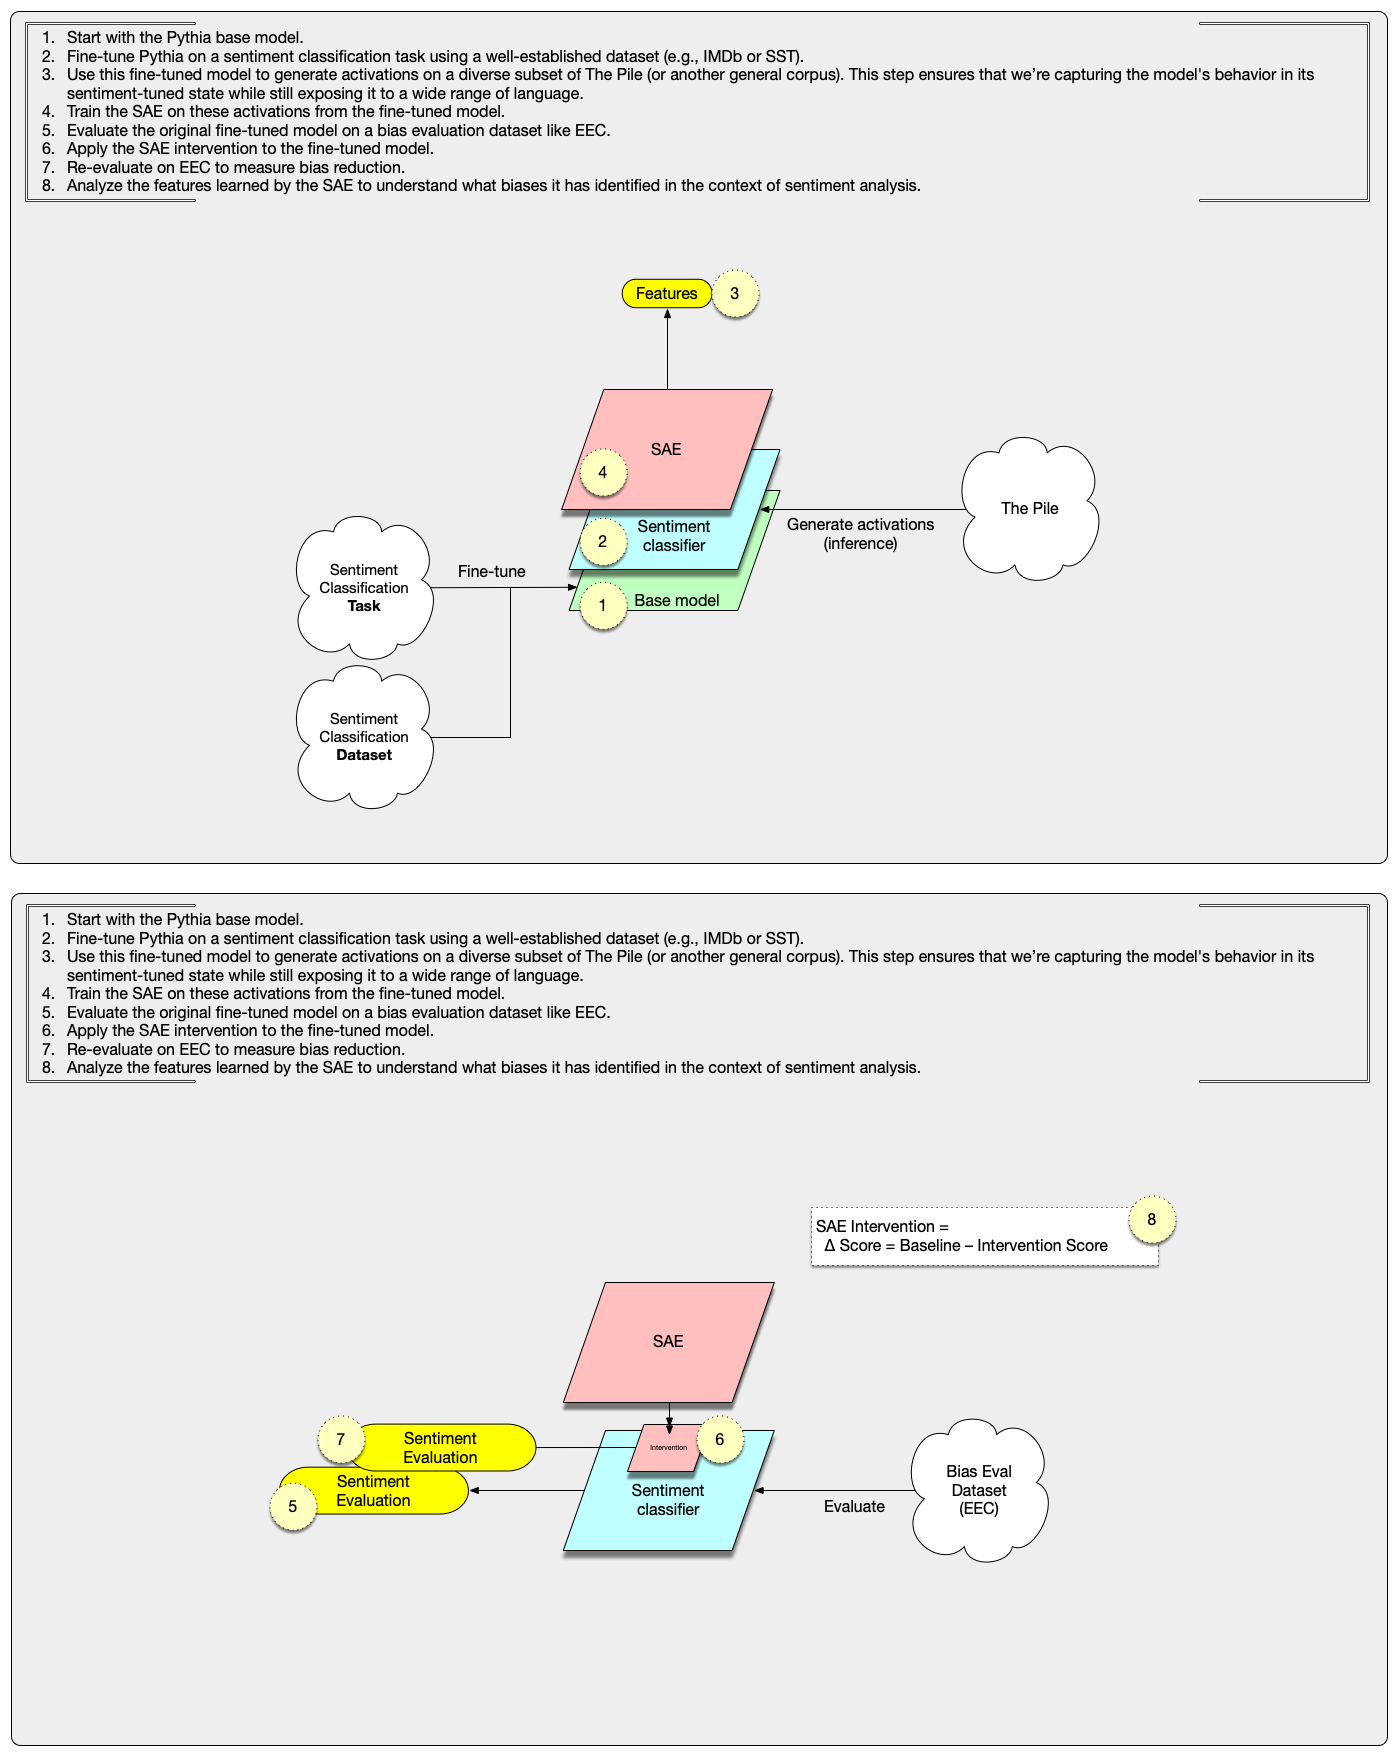 1. Start with the Pythia base model.
2. Fine-tune Pythia on a sentiment classification task using a well-established dataset (e.g., IMDb or SST).
3. Use this fine-tuned model to generate activations on a diverse subset of The Pile (or another general corpus). This step ensures that we’re capturing the model's behavior in its
sentiment-tuned state while still exposing it to a wide range of language.
4. Train the SAE on these activations from the fine-tuned model.
5. Evaluate the original fine-tuned model on a bias evaluation dataset like EEC.
6. Apply the SAE intervention to the fine-tuned model.
7. Re-evaluate on EEC to measure bias reduction.
8. Analyze the features learned by the SAE to understand what biases it has identified in the context of sentiment analysis.
Features
3
SAE
4
Sentiment
classifier
2
Base model
1
Generate activations
(inference)
The Pile
Fine-tune
Sentiment
Classification
Task
Sentiment
Classification
Dataset
1. Start with the Pythia base model.
2. Fine-tune Pythia on a sentiment classification task using a well-established dataset (e.g., IMDb or SST).
3. Use this fine-tuned model to generate activations on a diverse subset of The Pile (or another general corpus). This step ensures that we’re capturing the model's behavior in its
sentiment-tuned state while still exposing it to a wide range of language.
4. Train the SAE on these activations from the fine-tuned model.
5. Evaluate the original fine-tuned model on a bias evaluation dataset like EEC.
6. Apply the SAE intervention to the fine-tuned model.
7. Re-evaluate on EEC to measure bias reduction.
8. Analyze the features learned by the SAE to understand what biases it has identified in the context of sentiment analysis.
8
SAE Intervention =
Δ Score = Baseline – Intervention Score
SAE
7
Sentiment
Evaluation
Intervention
6
5
Sentiment
Evaluation
Sentiment
classifier
Evaluate
Bias Eval
Dataset
(EEC)